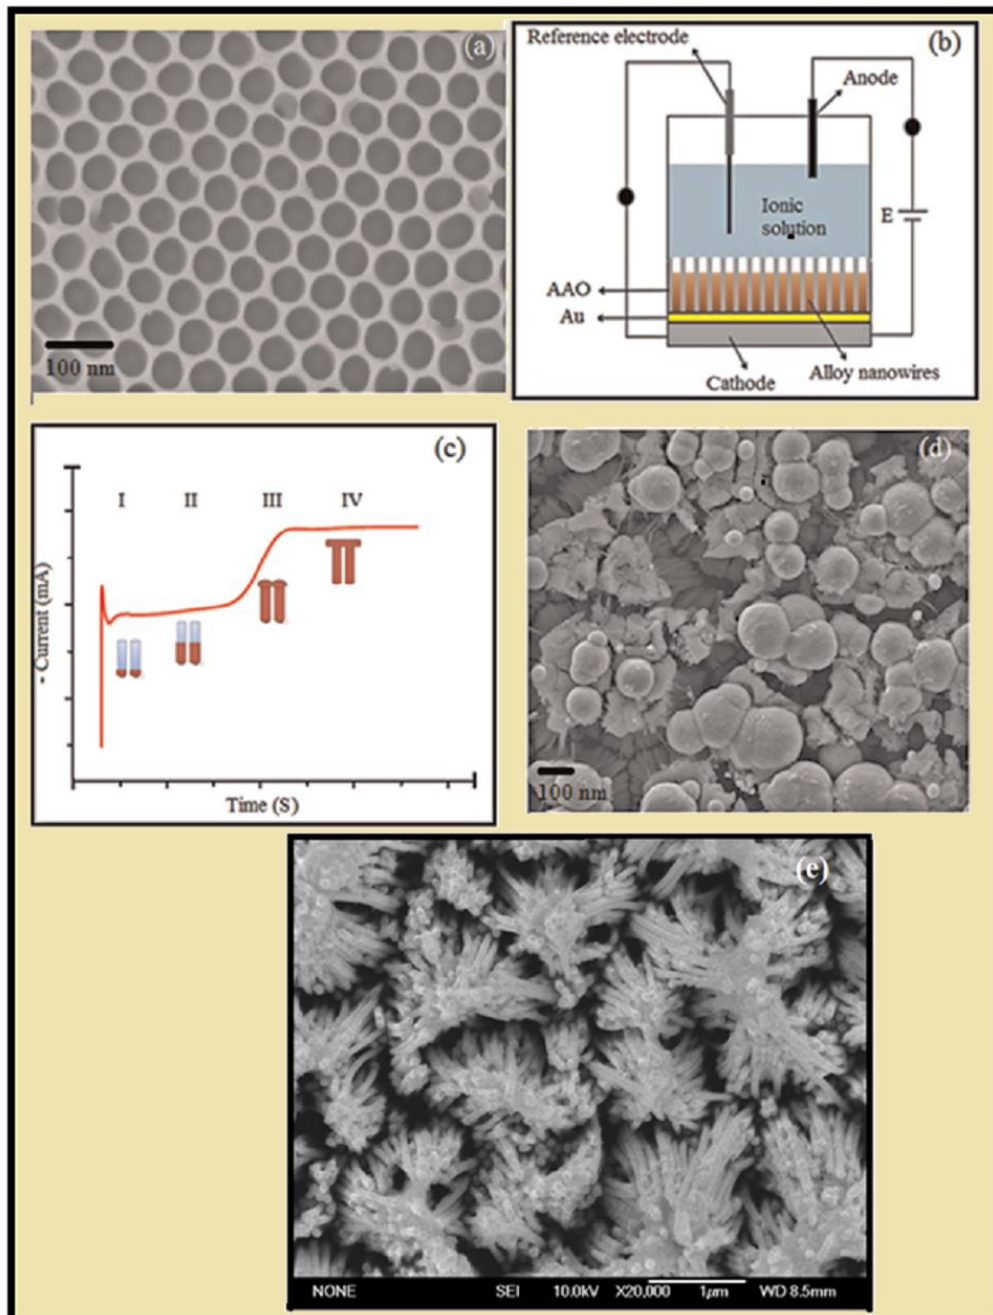 (a)
100 nm
(b)
Reference electrode
Anode
Ionic
solution
E
AAO
Au
Cathode
Alloy nanowires
(c)
I II III IV
- Current (mA)
Time (S)
(d)
100 nm
(e)
NONE SEI 10.0kV X20,000 1μm WD 8.5mm